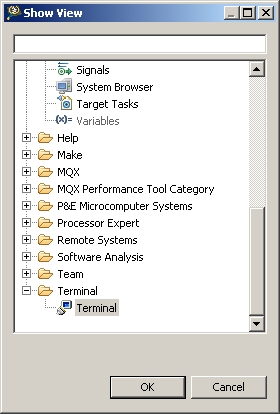 Show View
Signals
System Browser
Target Tasks
(x)= Variables
Help
Make
MQX
MQX Performance Tool Category
P&E Microcomputer Systems
Processor Expert
Remote Systems
Software Analysis
Team
Terminal
Terminal
OK
Cancel